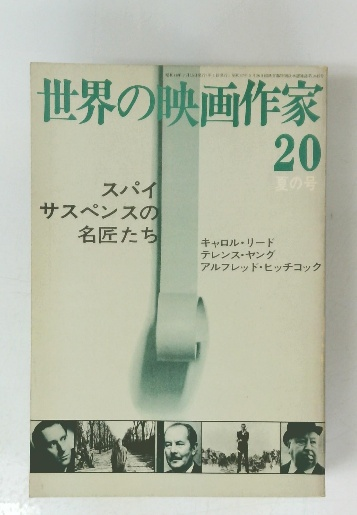 世界の映画作家
20
夏の号
スパイ
サスペンスの
名匠たち
キャロル・リード
テレンス・ヤング
アルフレッド・ヒッチコック